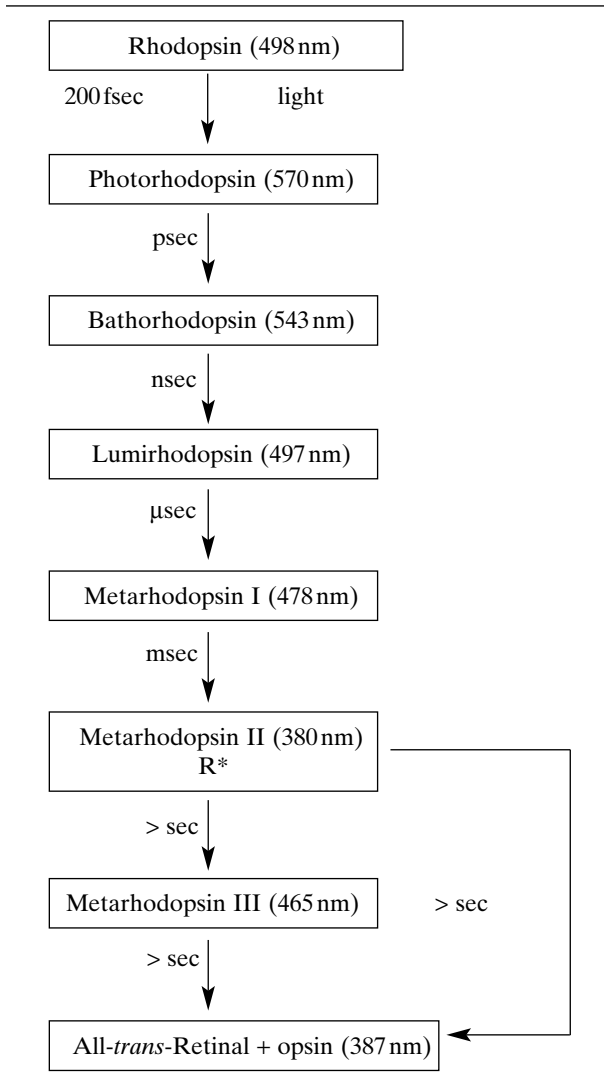 Rhodopsin (498 nm)
200 fsec light
Photorhodopsin (570 nm)
psec
Bathorhodopsin (543 nm)
nsec
Lumirhodopsin (497 nm)
µsec
Metarhodopsin I (478 nm)
msec
Metarhodopsin II (380 nm)
R*
> sec
Metarhodopsin III (465 nm)
> sec
> sec
All-trans-Retinal + opsin (387 nm)